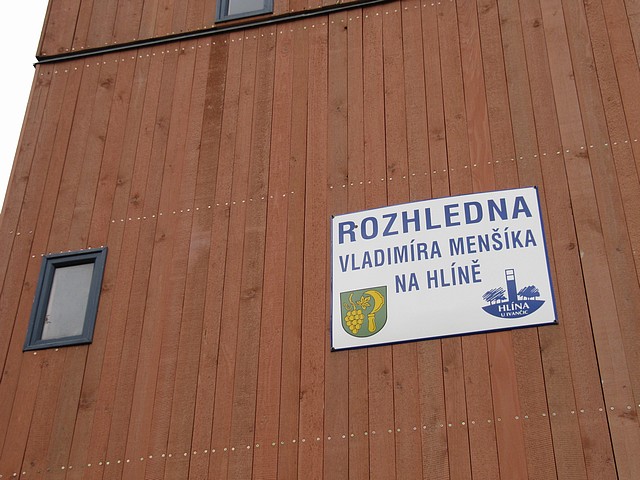 ROZHLEDNA
VLADIMÍRA MENŠÍKA
NA HLÍNĚ
HLÍNA
U IVANČIC